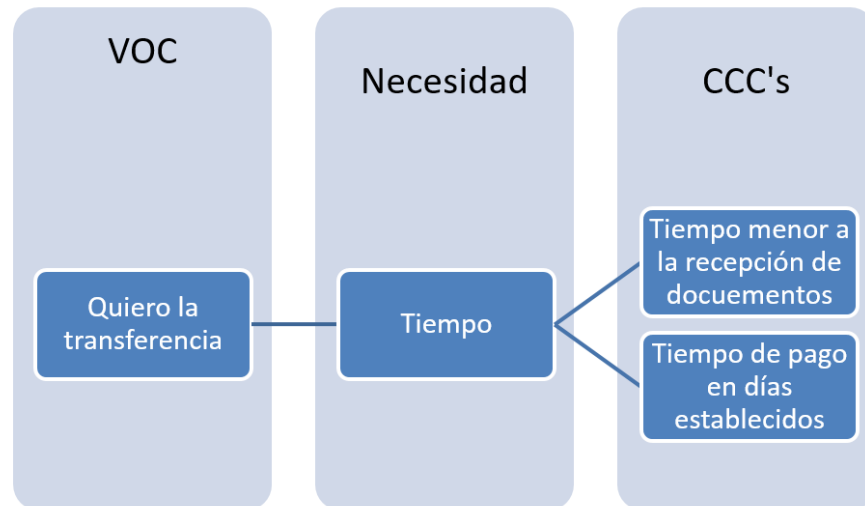 VOC
Necesidad
CCC's
Quiero la
transferencia
Tiempo
Tiempo menor a
la recepción de
docuementos
Tiempo de pago
en días
establecidos